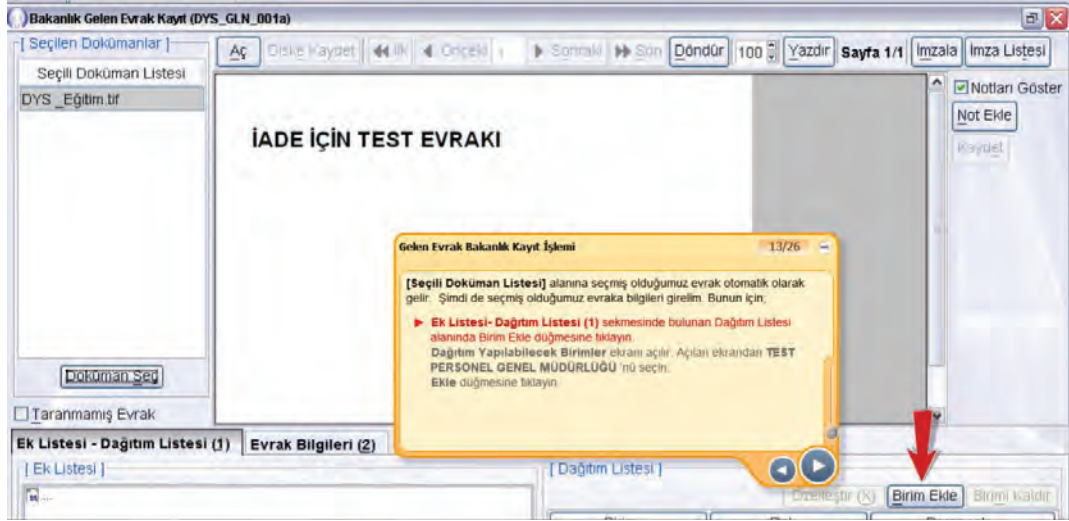 Bakanlık Gelen Evrak Kayıt (DYS_GLN_001a)
[ Seçilen Dokümanlar ]
Aç Diske Kaydet İlk Önceki 1 Sonraki Son Döndür 100 Yazdır Sayfa 1/1 İmzala İmza Listesi
Seçili Doküman Listesi
DYS _Eğitim.tif
Notları Göster
Not Ekle
Kaydet
İADE İÇİN TEST EVRAKI
Gelen Evrak Bakanlık Kayıt İşlemi 13/26
[Seçili Doküman Listesi] alanına seçmiş olduğumuz evrak otomatik olarak
gelir. Şimdi de seçmiş olduğumuz evraka bilgileri girelim. Bunun için;
Ek Listesi- Dağıtım Listesi (1) sekmesinde bulunan Dağıtım Listesi
alanında Birim Ekle düğmesine tıklayın.
Dağıtım Yapılabilecek Birimler ekranı açılır. Açılan ekrandan TEST
PERSONEL GENEL MÜDÜRLÜĞÜ 'nü seçin.
Ekle düğmesine tıklayın.
Doküman Seç
Taranmamış Evrak
Ek Listesi - Dağıtım Listesi (1) Evrak Bilgileri (2)
[ Ek Listesi ]
[ Dağıtım Listesi ]
...
Özelleştir (X) Birim Ekle Birimi Kaldır